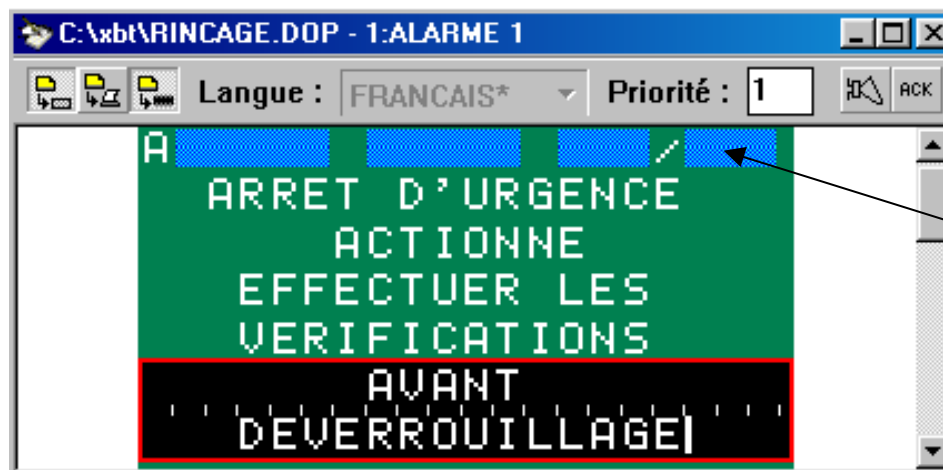 C:\xbt\RINCAGE.DOP - 1:ALARME 1
Langue : FRANCAIS* Priorité : 1 ACK
A /
ARRET D'URGENCE
ACTIONNE
EFFECTUER LES
VERIFICATIONS
AVANT
DEVERROUILLAGE